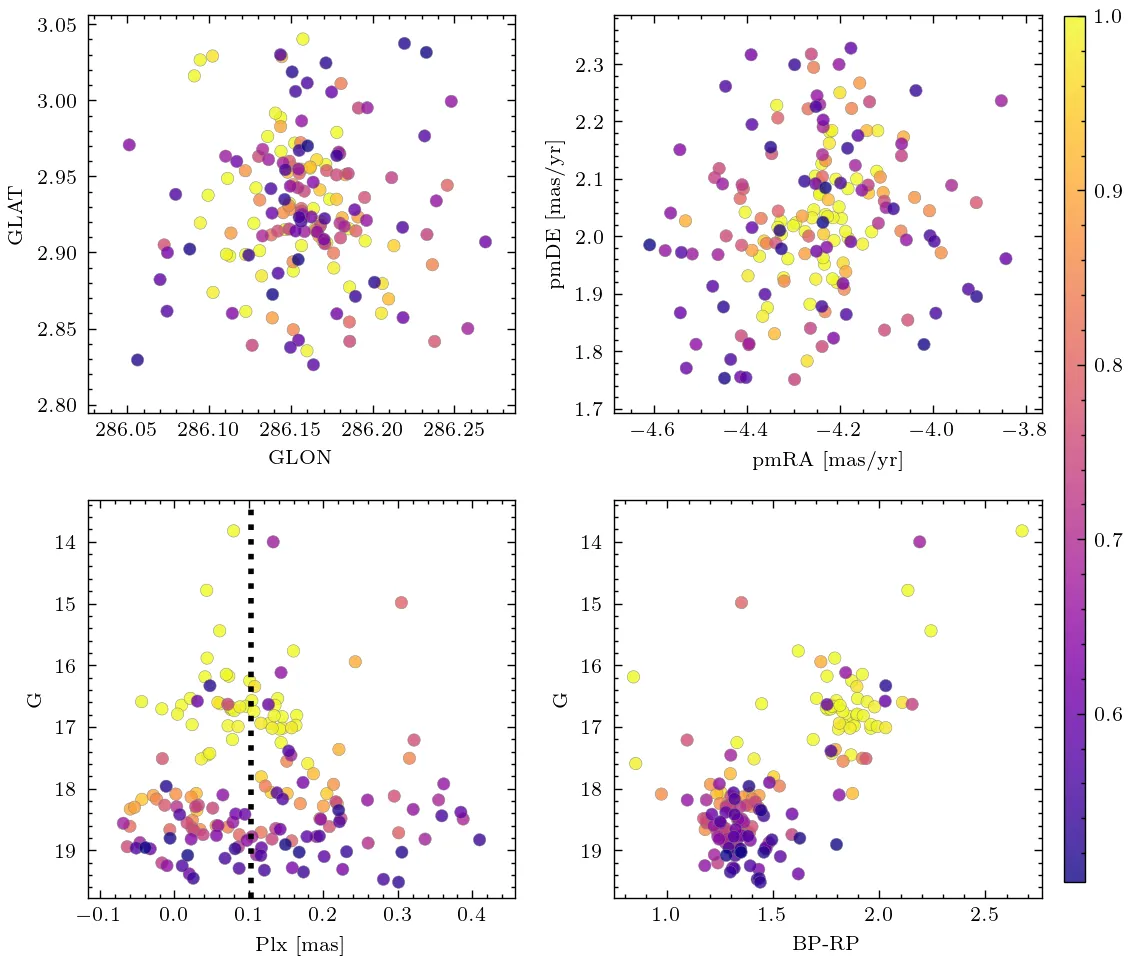 3.05
3.00
2.95
2.90
2.85
2.80
GLAT
286.05 286.10 286.15 286.20 286.25
GLON
2.3
2.2
2.1
2.0
1.9
1.8
1.7
pmDE [mas/yr]
−4.6 −4.4 −4.2 −4.0 −3.8
pmRA [mas/yr]
1.0
0.9
0.8
0.7
0.6
14
15
16
17
18
19
G
−0.1 0.0 0.1 0.2 0.3 0.4
Plx [mas]
14
15
16
17
18
19
G
1.0 1.5 2.0 2.5
BP-RP